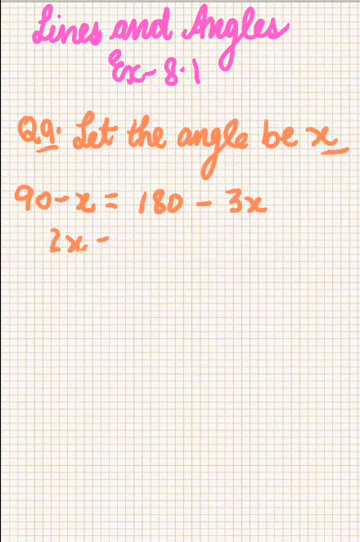 Lines and Angles
Ex- 8.1
Q9. Let the angle be x
90-x = 180 - 3x
2x -